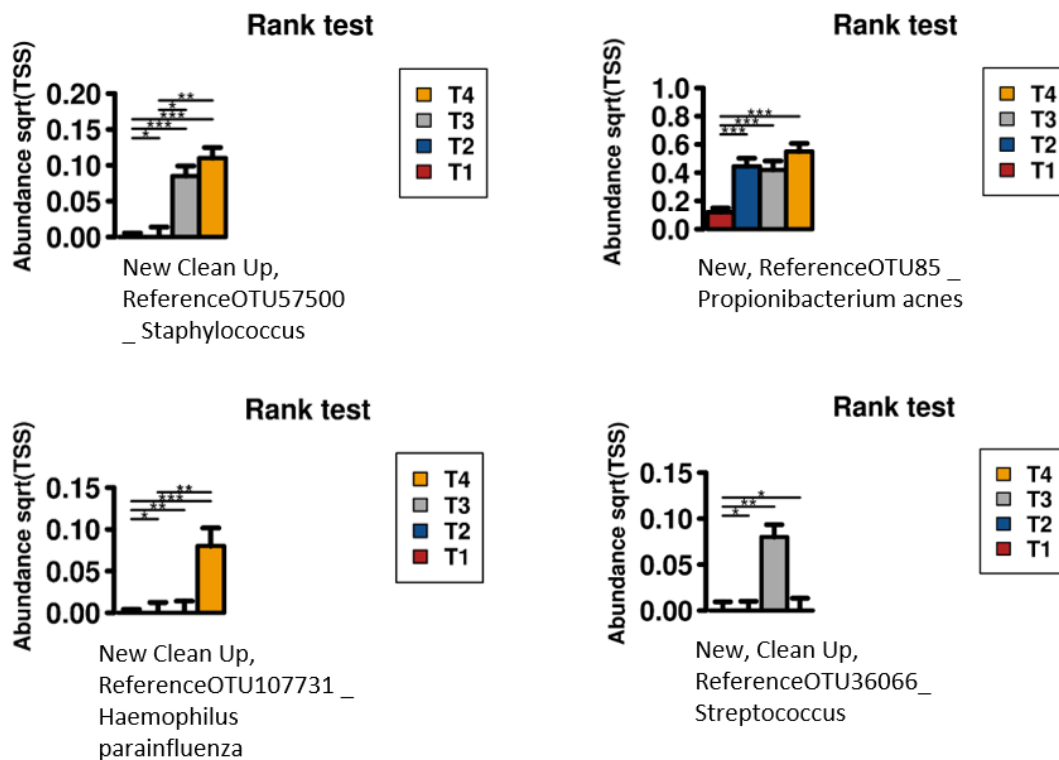 Rank test
Abundance sqrt(TSS)
0.20
0.15
0.10
0.05
0.00
**
*
***
***
*
T4
T3
T2
T1
New Clean Up,
ReferenceOTU57500
_ Staphylococcus
Rank test
Abundance sqrt(TSS)
1.0
0.8
0.6
0.4
0.2
0.0
***
***
***
T4
T3
T2
T1
New, ReferenceOTU85 _
Propionibacterium acnes
Rank test
Abundance sqrt(TSS)
0.15
0.10
0.05
0.00
**
***
**
*
T4
T3
T2
T1
New Clean Up,
ReferenceOTU107731 _
Haemophilus
parainfluenza
Rank test
Abundance sqrt(TSS)
0.15
0.10
0.05
0.00
*
**
*
T4
T3
T2
T1
New, Clean Up,
ReferenceOTU36066_
Streptococcus